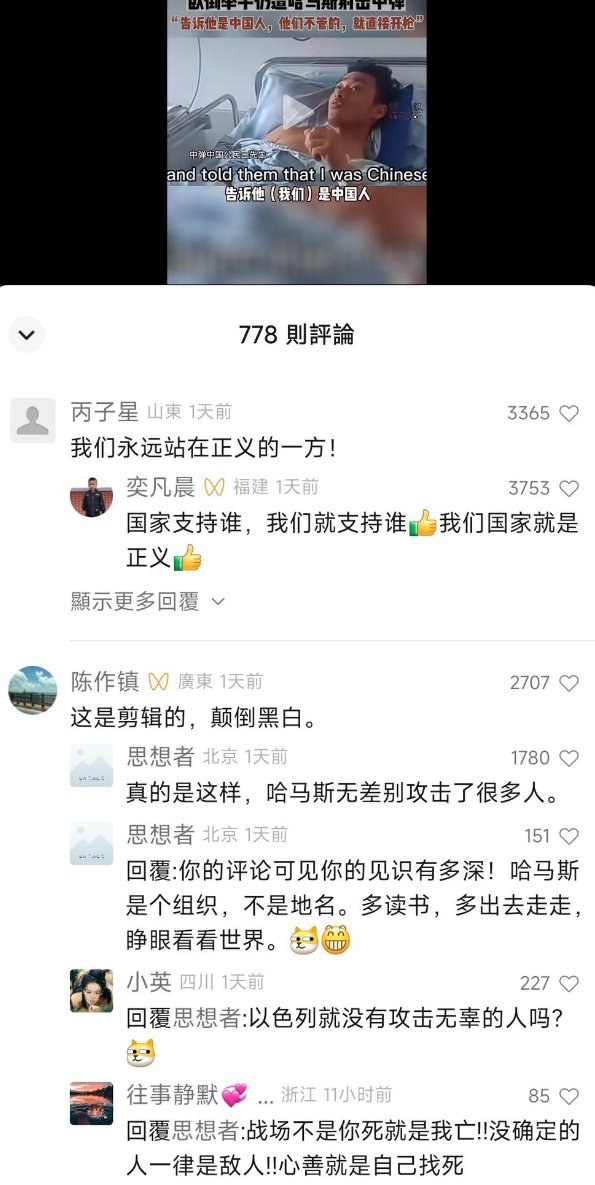 卧倒举手仍遭哈马斯射击中弹
“告诉他是中国人，他们不管的，就直接开枪”
and told them that I was Chinese
告诉他（我们）是中国人
778 則評論
丙子星 山東 1天前 3365
我们永远站在正义的一方！
奕凡晨 福建 1天前 3753
国家支持谁，我们就支持谁👍我们国家就是
正义👍
顯示更多回覆
陈作镇 廣東 1天前 2707
这是剪辑的，颠倒黑白。
思想者 北京 1天前 1780
真的是这样，哈马斯无差别攻击了很多人。
思想者 北京 1天前 151
回覆:你的评论可见你的见识有多深！哈马斯
是个组织，不是地名。多读书，多出去走走，
睁眼看看世界。😁
小英 四川 1天前 227
回覆思想者:以色列就没有攻击无辜的人吗？
往事静默💞 ... 浙江 11小时前 85
回覆思想者:战场不是你死就是我亡!!没确定的
人一律是敌人!!心善就是自己找死